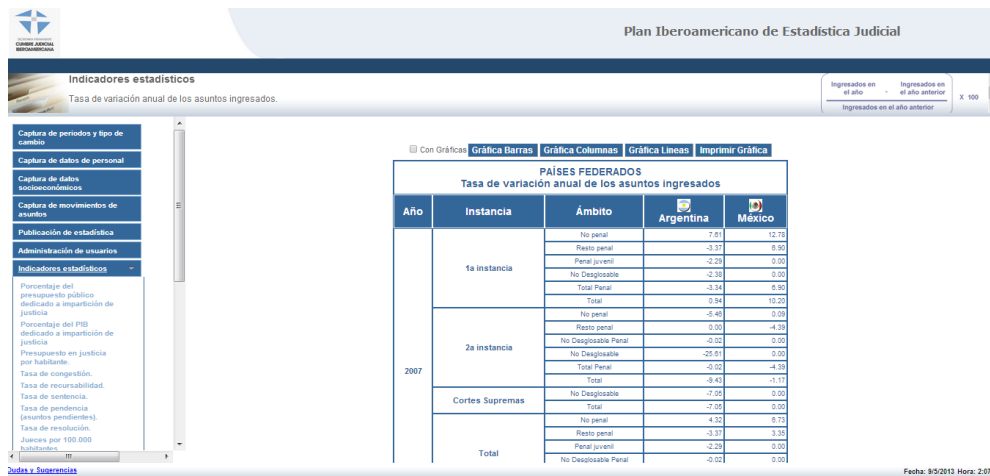 SECRETARIA PERMANENTE
CUMBRE JUDICIAL
IBEROAMERICANA
Plan Iberoamericano de Estadística Judicial
Indicadores estadísticos
Tasa de variación anual de los asuntos ingresados.
Ingresados en el año - Ingresados en el año anterior
Ingresados en el año anterior
X 100
Captura de periodos y tipo de
cambio
Captura de datos de personal
Captura de datos
socioeconómicos
Captura de movimientos de
asuntos
Publicación de estadística
Administración de usuarios
Indicadores estadísticos
Porcentaje del
presupuesto público
dedicado a impartición de
justicia
Porcentaje del PIB
dedicado a impartición de
justicia
Presupuesto en justicia
por habitante.
Tasa de congestión.
Tasa de recursabilidad.
Tasa de sentencia.
Tasa de pendencia
(asuntos pendientes).
Tasa de resolución.
Jueces por 100.000
habitantes
Con Gráficas Gráfica Barras Gráfica Columnas Gráfica Lineas Imprimir Gráfica
PAÍSES FEDERADOS
Tasa de variación anual de los asuntos ingresados
Año Instancia Ámbito Argentina México
2007
1a instancia
No penal 7.61 12.78
Resto penal -3.37 6.90
Penal juvenil -2.29 0.00
No Desglosable -2.38 0.00
Total Penal -3.34 6.90
Total 0.94 10.20
2a instancia
No penal -5.46 0.09
Resto penal 0.00 -4.39
No Desglosable Penal -0.02 0.00
No Desglosable -25.61 0.00
Total Penal -0.02 -4.39
Total -9.43 -1.17
Cortes Supremas
No Desglosable -7.05 0.00
Total -7.05 0.00
Total
No penal 4.32 6.73
Resto penal -3.37 3.35
Penal juvenil -2.29 0.00
No Desglosable Penal -0.02 0.00
Dudas y Sugerencias
Fecha: 9/5/2013 Hora: 2:07